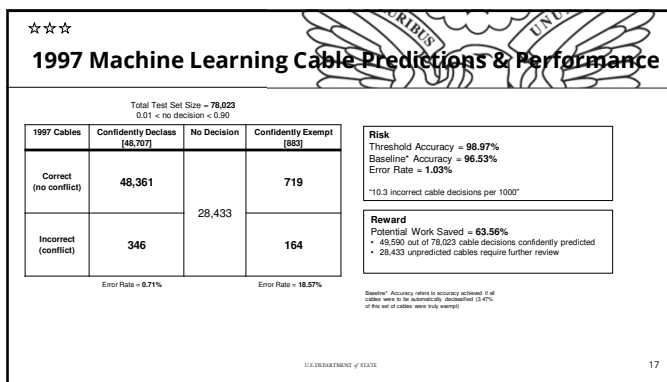 ☆☆☆
PLURIBUS
UNUM
1997 Machine Learning Cable Predictions & Performance
Total Test Set Size = 78,023
0.01 < no decision < 0.90
1997 Cables
Confidently Declass
[48,707]
No Decision
Confidently Exempt
[883]
Correct
(no conflict)
48,361
28,433
719
Incorrect
(conflict)
346
164
Error Rate = 0.71%
Error Rate = 18.57%
Risk
Threshold Accuracy = 98.97%
Baseline* Accuracy = 96.53%
Error Rate = 1.03%
"10.3 incorrect cable decisions per 1000"
Reward
Potential Work Saved = 63.56%
• 49,590 out of 78,023 cable decisions confidently predicted
• 28,433 unpredicted cables require further review
Baseline* Accuracy refers to accuracy achieved if all
cables were to be automatically declassified (3.47%
of this set of cables were truly exempt)
U.S. DEPARTMENT of STATE
17